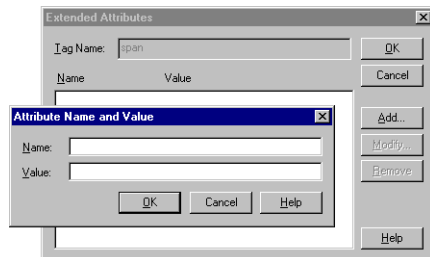 Extended Attributes
Tag Name: span
OK
Name Value
Cancel
Attribute Name and Value
Add...
Name:
Modify...
Value:
Remove
OK Cancel Help
Help